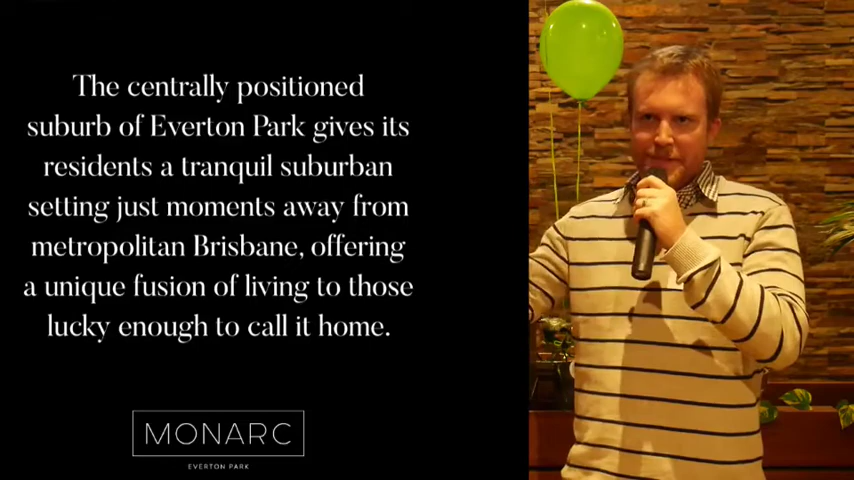 The centrally positioned
suburb of Everton Park gives its
residents a tranquil suburban
setting just moments away from
metropolitan Brisbane, offering
a unique fusion of living to those
lucky enough to call it home.
MONARC
EVERTON PARK